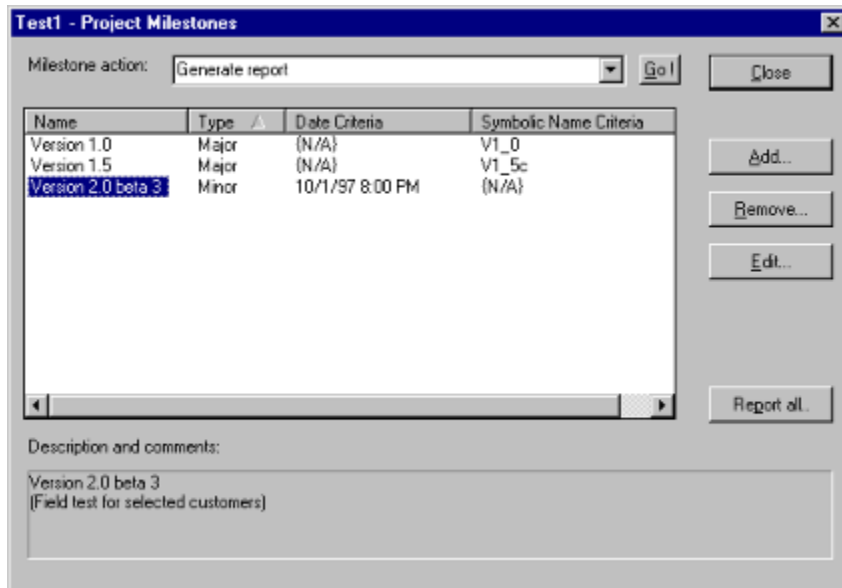 Test1 - Project Milestones
Milestone action: Generate report Go! Close
Name Type Date Criteria Symbolic Name Criteria
Version 1.0 Major {N/A} V1_0
Version 1.5 Major {N/A} V1_5c
Version 2.0 beta 3 Minor 10/1/97 8:00 PM {N/A}
Add...
Remove...
Edit...
Report all..
Description and comments:
Version 2.0 beta 3
(Field test for selected customers)